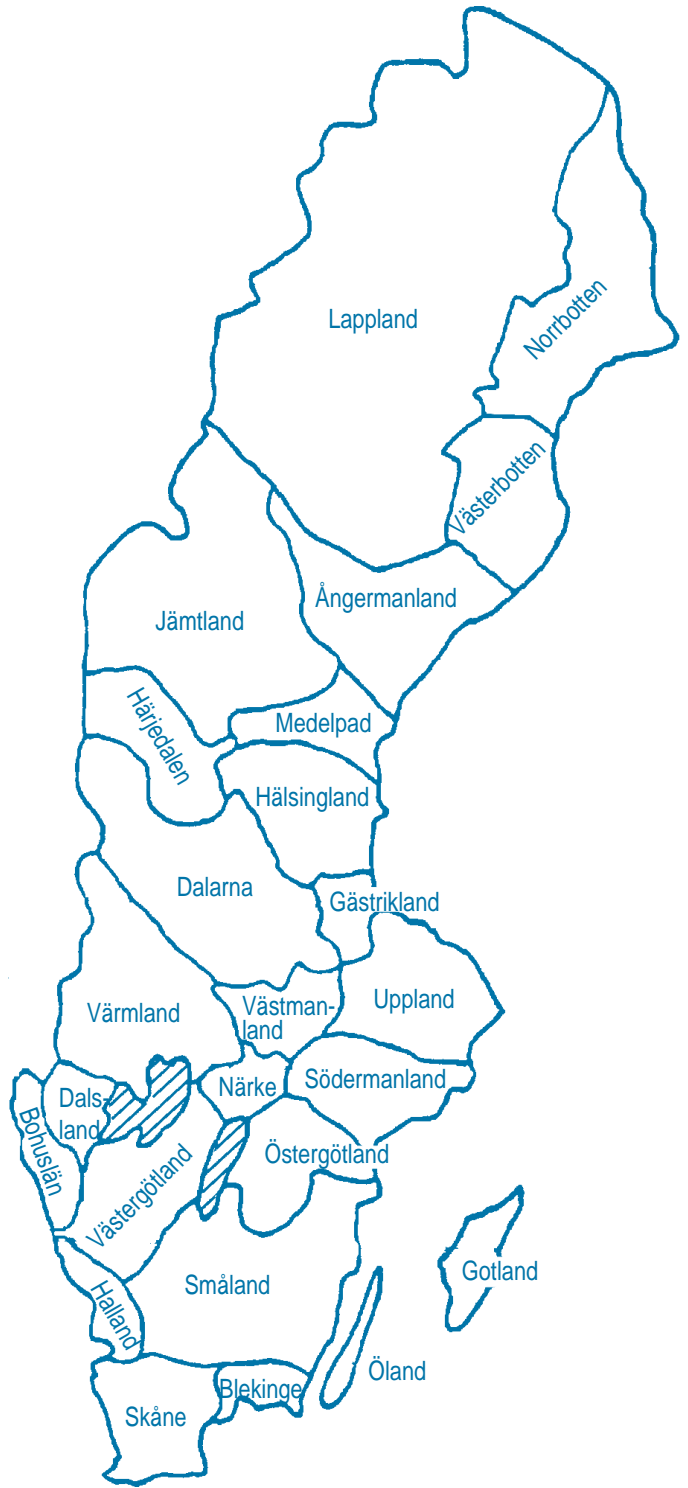 Lappland
Norrbotten
Västerbotten
Ångermanland
Jämtland
Härjedalen
Medelpad
Hälsingland
Dalarna
Gästrikland
Värmland
Västman-
land
Uppland
Närke
Södermanland
Dals-
land
Bohuslän
Västergötland
Östergötland
Gotland
Småland
Halland
Öland
Blekinge
Skåne